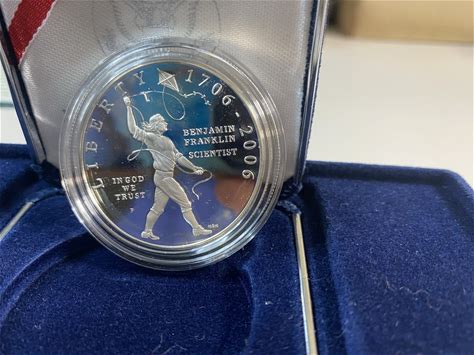 LIBERTY 1706-2006
BENJAMIN
FRANKLIN
SCIENTIST
IN GOD
WE
TRUST
P